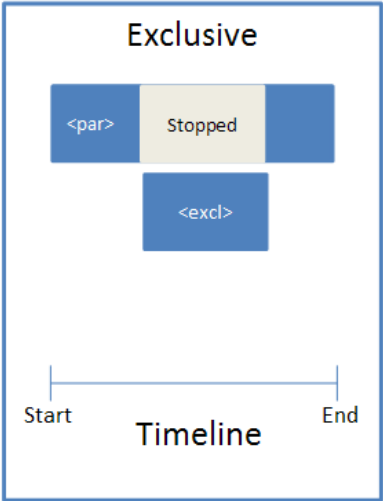 Exclusive
<par>
Stopped
<excl>
Start
End
Timeline